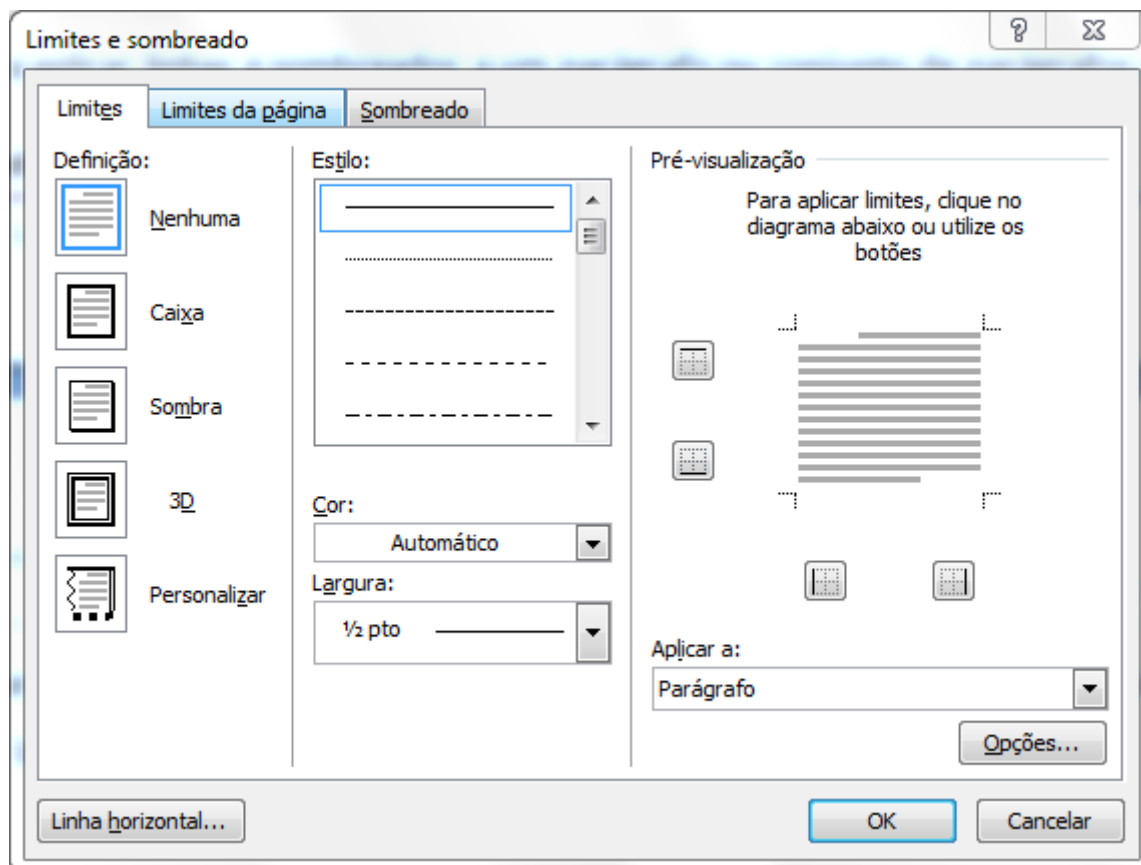 Limites e sombreado
Limites
Limites da página
Sombreado
Definição:
Nenhuma
Caixa
Sombra
3D
Personalizar
Estilo:
Cor:
Automático
Largura:
½ pto
Pré-visualização
Para aplicar limites, clique no
diagrama abaixo ou utilize os
botões
Aplicar a:
Parágrafo
Opções...
Linha horizontal...
OK
Cancelar